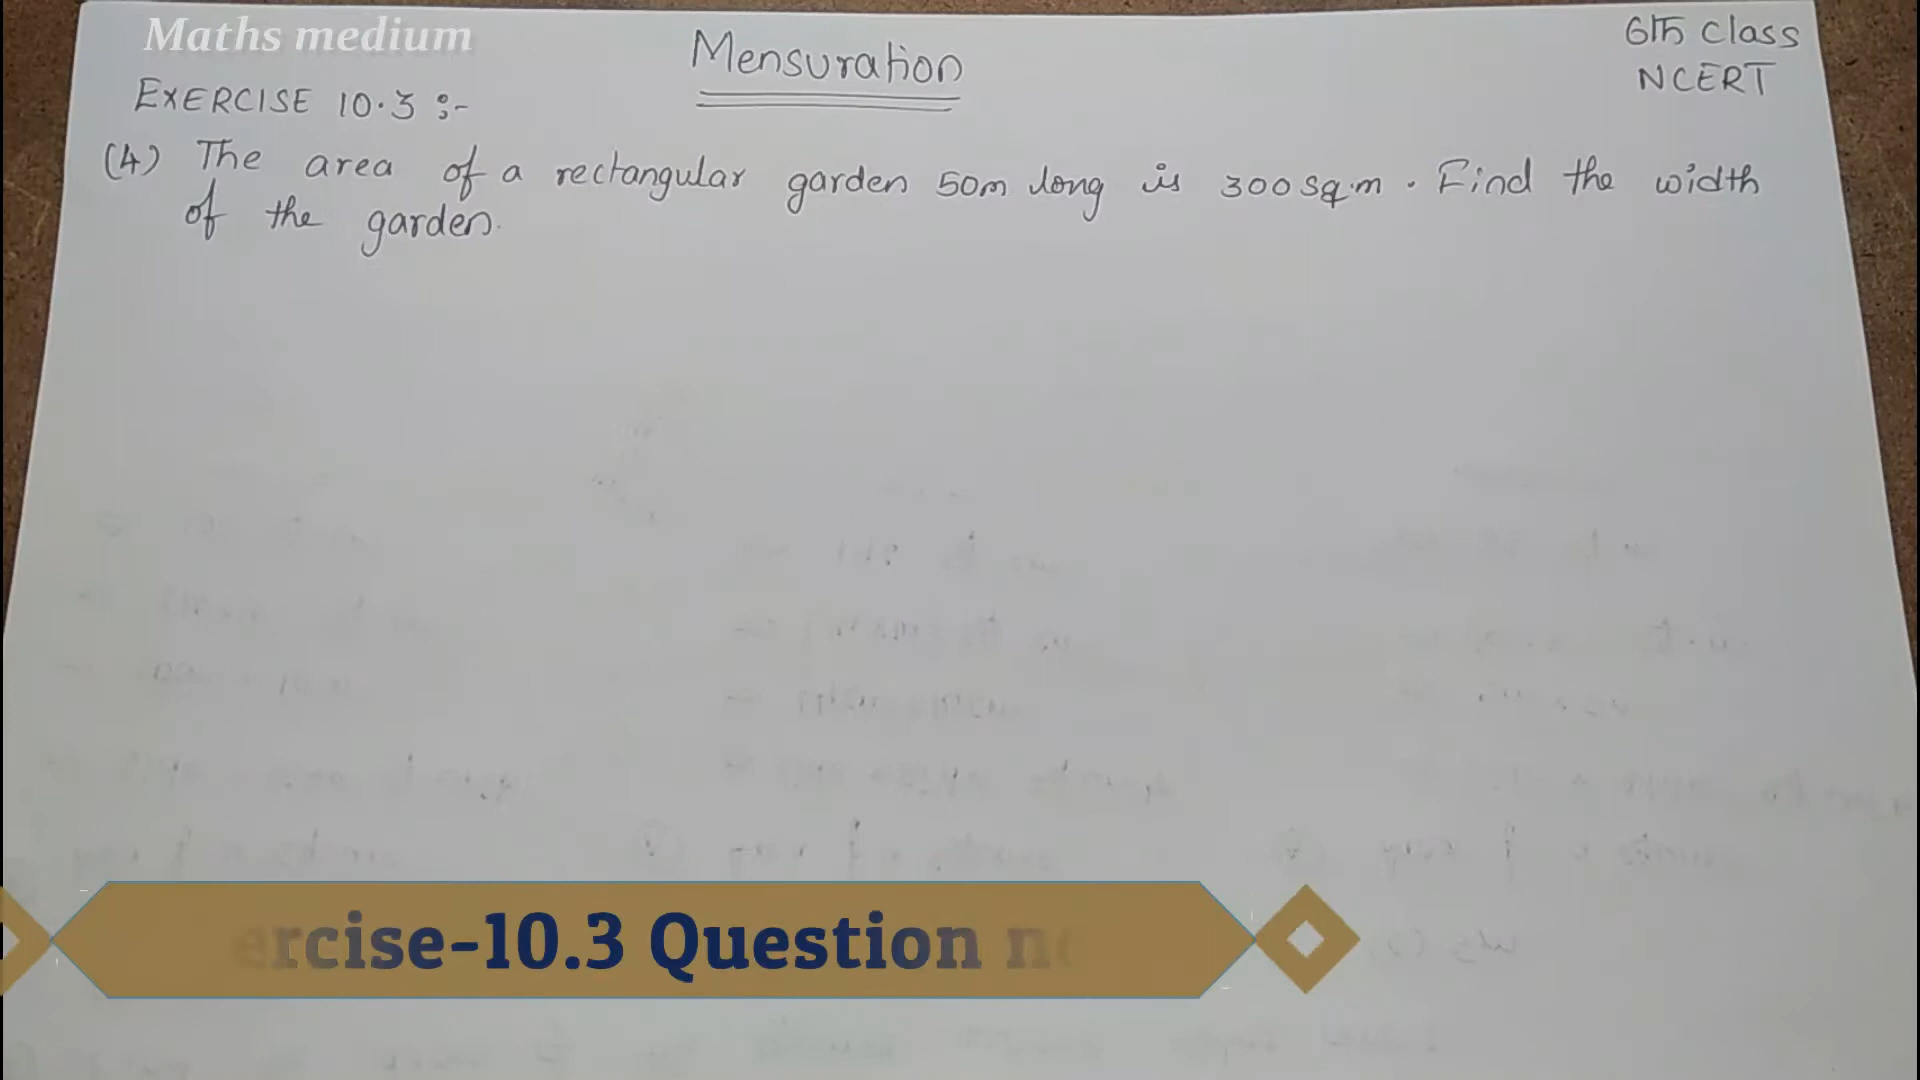 Maths medium
Mensuration
6th Class
NCERT
EXERCISE 10.3 :-
(4) The area of a rectangular garden 50m long is 300 sq.m. Find the width
of the garden.
ercise-10.3 Question n